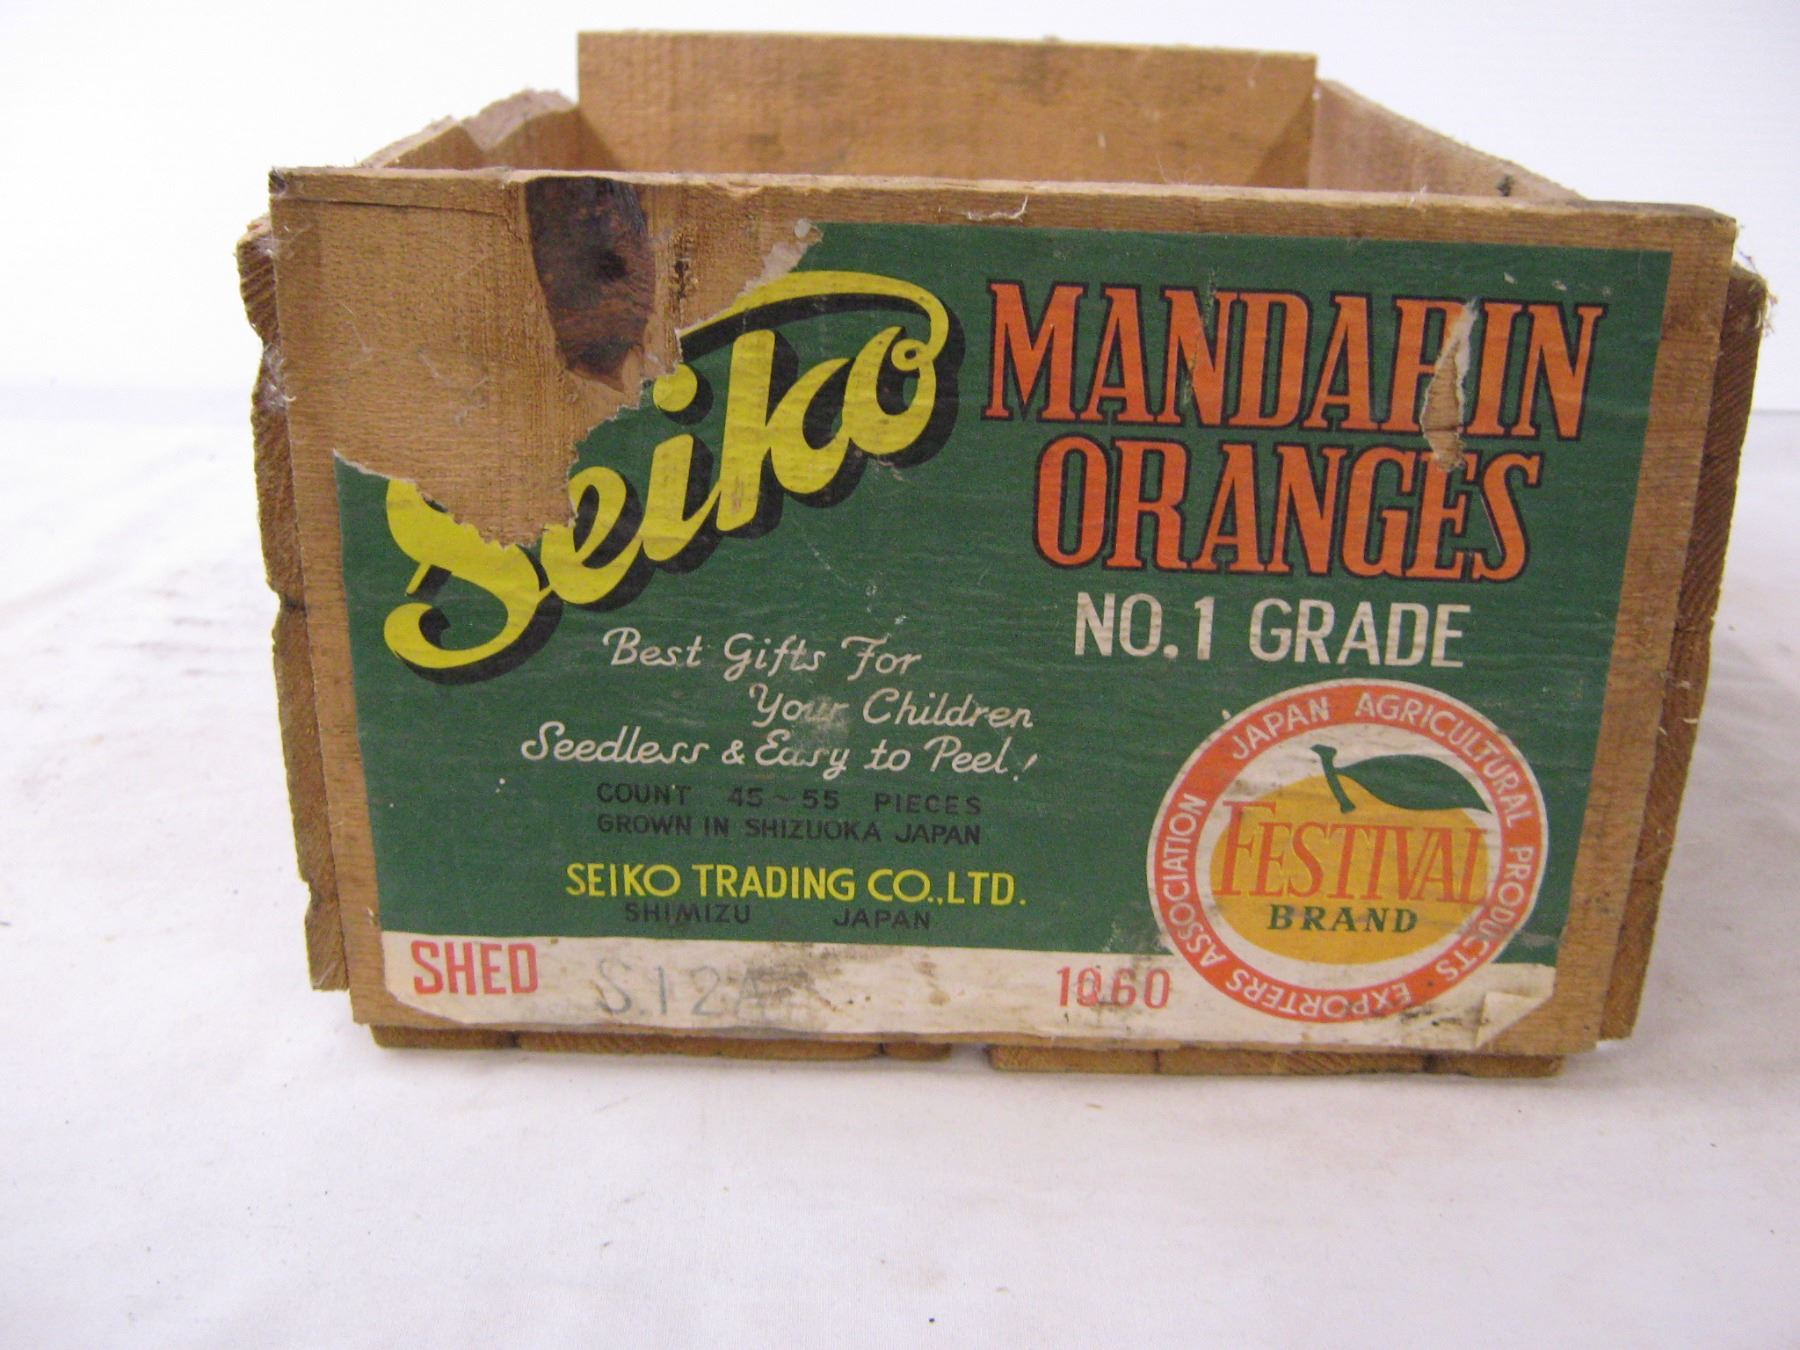 Seiko
MANDARIN
ORANGES
NO.1 GRADE
Best Gifts For
Your Children
Seedless & Easy to Peel!
COUNT 45~55 PIECES
GROWN IN SHIZUOKA JAPAN
SEIKO TRADING CO.,LTD.
SHIMIZU JAPAN
JAPAN AGRICULTURAL PRODUCTS EXPORTERS ASSOCIATION
FESTIVAL
BRAND
SHED S.12A 1060